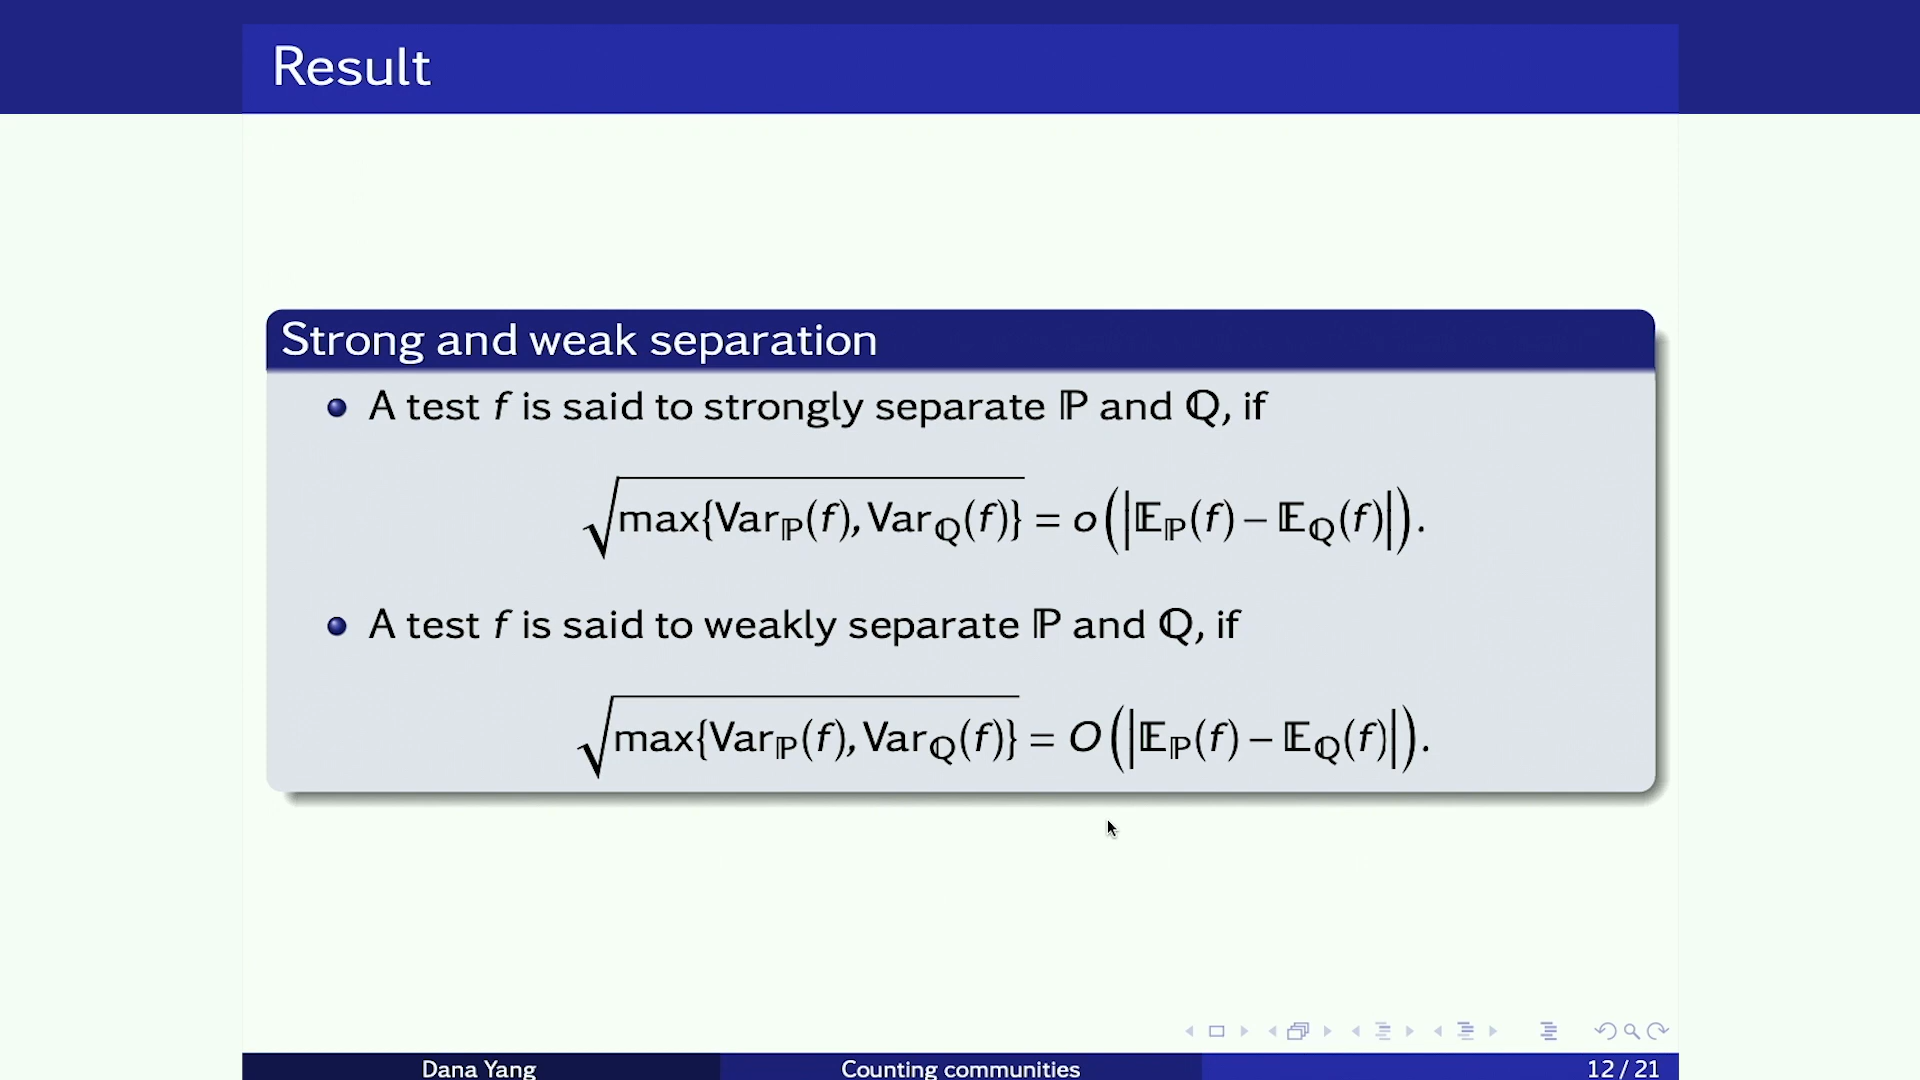 Result
Strong and weak separation
A test f is said to strongly separate ℙ and ℚ, if
√max{Varℙ(f), Varℚ(f)} = o(|𝔼ℙ(f) − 𝔼ℚ(f)|).
A test f is said to weakly separate ℙ and ℚ, if
√max{Varℙ(f), Varℚ(f)} = O(|𝔼ℙ(f) − 𝔼ℚ(f)|).
Dana Yang Counting communities 12 / 21